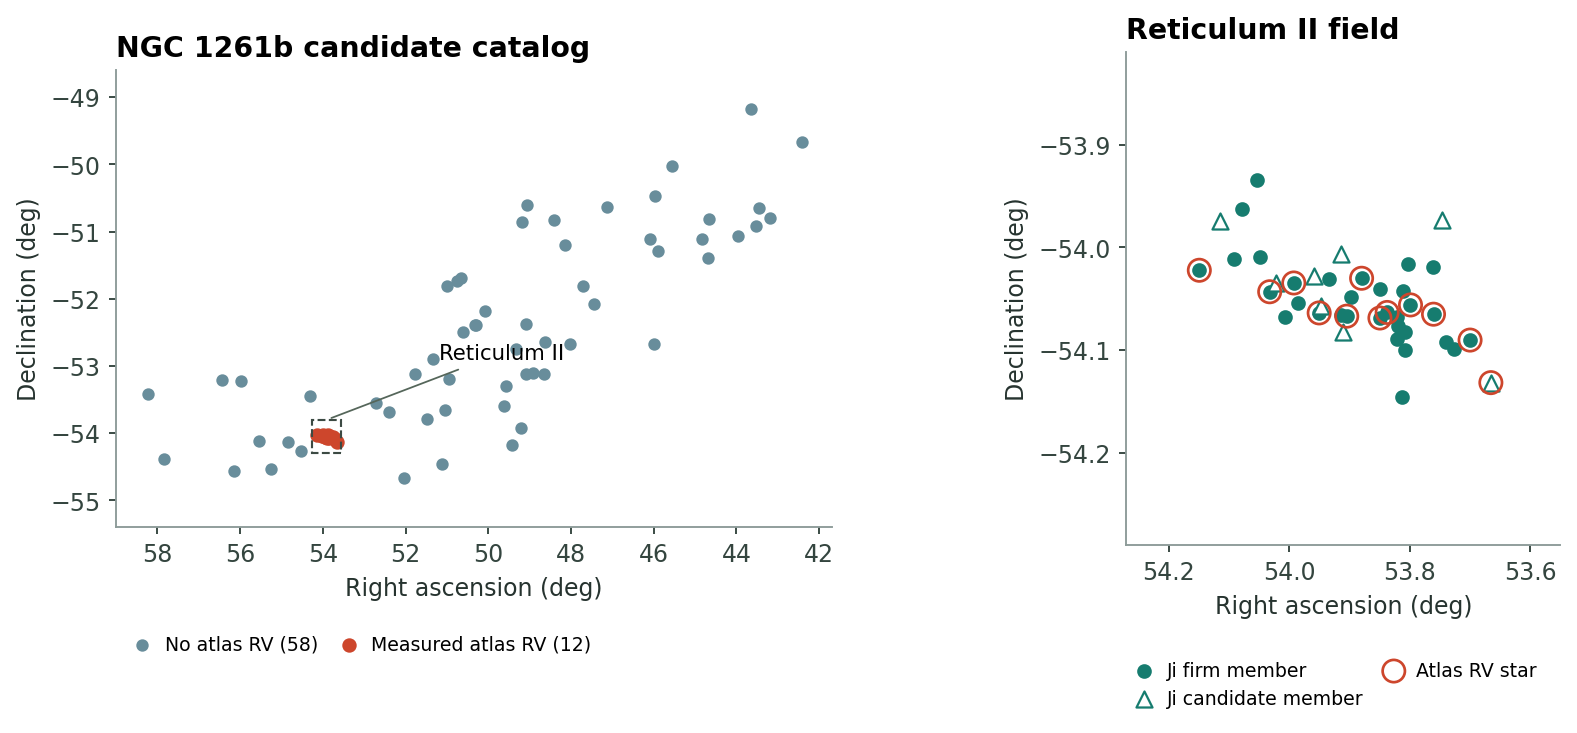 NGC 1261b candidate catalog
Declination (deg)
−49
−50
−51
−52
−53
−54
−55
Reticulum II
58 56 54 52 50 48 46 44 42
Right ascension (deg)
No atlas RV (58) Measured atlas RV (12)
Reticulum II field
Declination (deg)
−53.9
−54.0
−54.1
−54.2
54.2 54.0 53.8 53.6
Right ascension (deg)
Ji firm member Atlas RV star
Ji candidate member